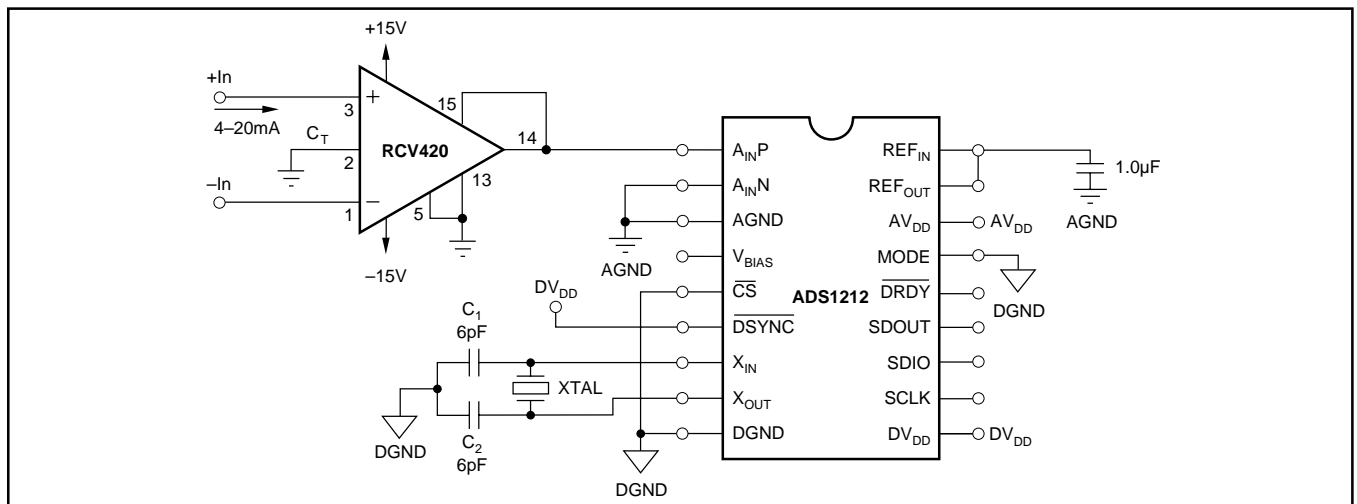 +15V
+In
3
+
15
4–20mA
14
C_T
2
RCV420
13
–In
1
–
5
–15V
A_INP
A_INN
AGND
V_BIAS
CS
DSYNC
X_IN
X_OUT
DGND
ADS1212
REF_IN
REF_OUT
AV_DD
MODE
DRDY
SDOUT
SDIO
SCLK
DV_DD
1.0µF
AGND
AV_DD
DGND
DV_DD
AGND
DV_DD
C_1
6pF
XTAL
C_2
6pF
DGND
DGND